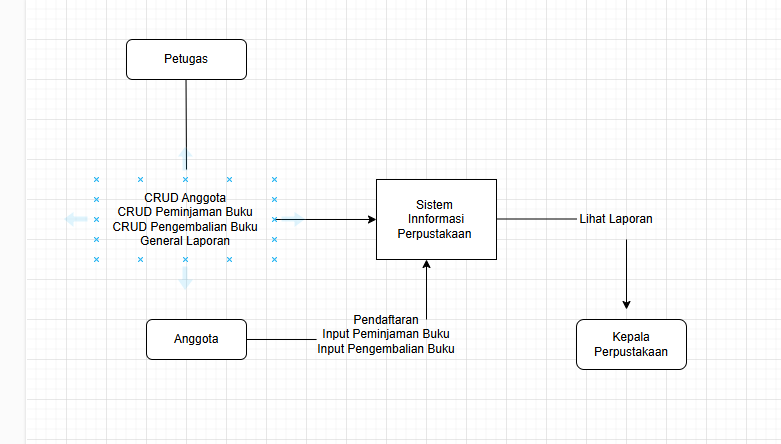 Petugas
CRUD Anggota
CRUD Peminjaman Buku
CRUD Pengembalian Buku
General Laporan
Sistem
Innformasi
Perpustakaan
Lihat Laporan
Anggota
Pendaftaran
Input Peminjaman Buku
Input Pengembalian Buku
Kepala
Perpustakaan